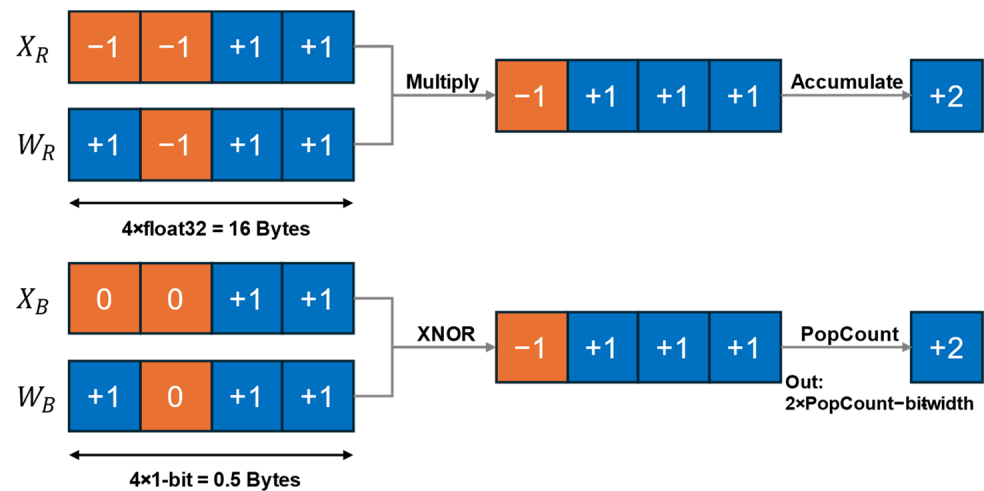 X_R −1 −1 +1 +1
Multiply
−1 +1 +1 +1
Accumulate
+2
W_R +1 −1 +1 +1
4×float32 = 16 Bytes
X_B 0 0 +1 +1
XNOR
−1 +1 +1 +1
PopCount
+2
Out:
2×PopCount−bitwidth
W_B +1 0 +1 +1
4×1-bit = 0.5 Bytes